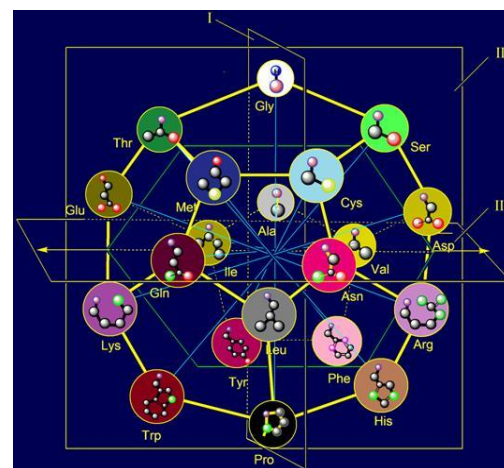 I
II
Gly
Thr
Ser
Met
Cys
Glu
Ala
II
Asp
Ile
Val
Gln
Asn
Lys
Leu
Arg
Tyr
Phe
Trp
His
Pro